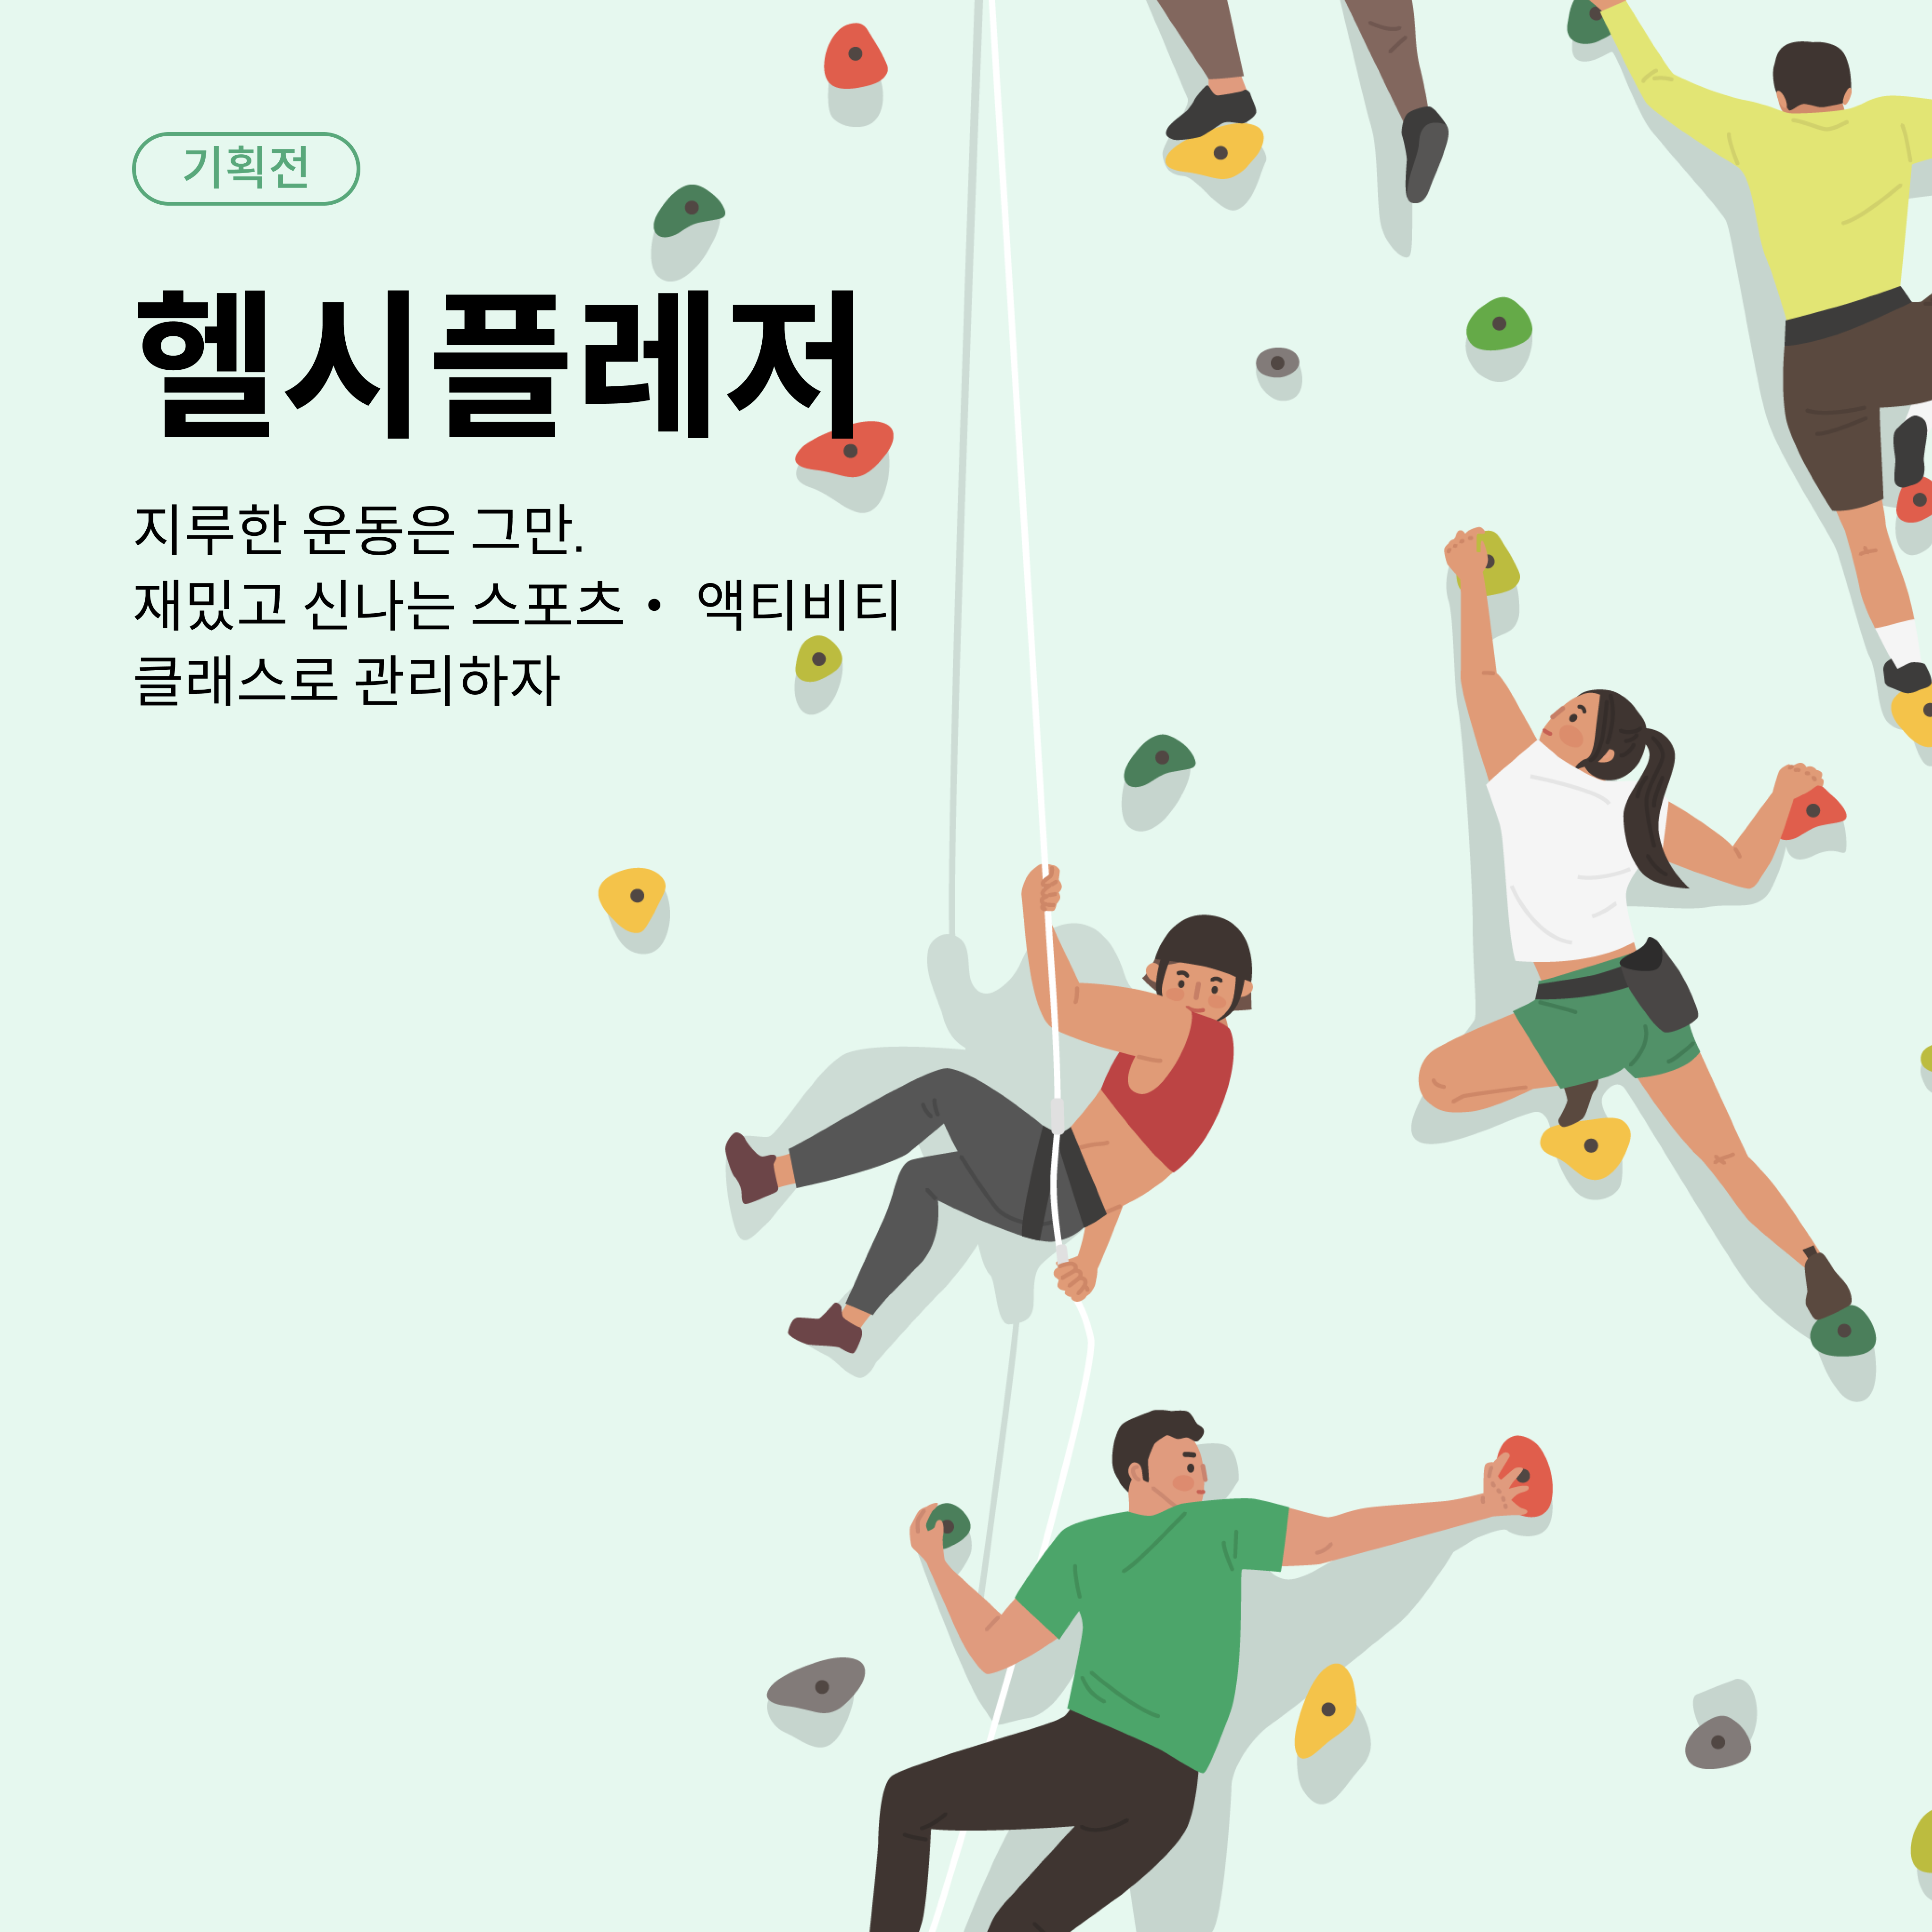 기획전
헬시플레저
지루한 운동은 그만.
재밌고 신나는 스포츠 • 액티비티
클래스로 관리하자